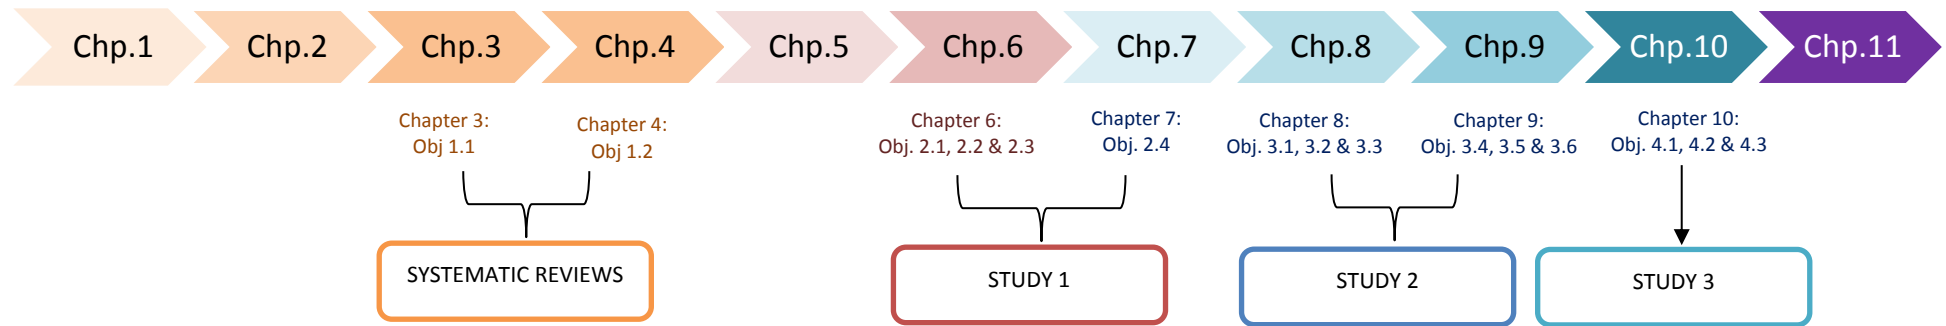 Chp.1
Chp.2
Chp.3
Chp.4
Chp.5
Chp.6
Chp.7
Chp.8
Chp.9
Chp.10
Chp.11
Chapter 3:
Obj 1.1
Chapter 4:
Obj 1.2
Chapter 6:
Obj. 2.1, 2.2 & 2.3
Chapter 7:
Obj. 2.4
Chapter 8:
Obj. 3.1, 3.2 & 3.3
Chapter 9:
Obj. 3.4, 3.5 & 3.6
Chapter 10:
Obj. 4.1, 4.2 & 4.3
SYSTEMATIC REVIEWS
STUDY 1
STUDY 2
STUDY 3